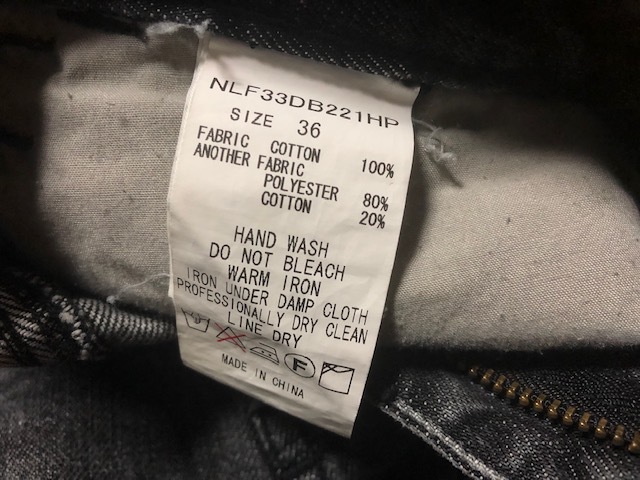 NLF33DB221HP
SIZE 36
FABRIC COTTON 100%
ANOTHER FABRIC
POLYESTER 80%
COTTON 20%
HAND WASH
DO NOT BLEACH
WARM IRON
IRON UNDER DAMP CLOTH
PROFESSIONALLY DRY CLEAN
LINE DRY
F
MADE IN CHINA